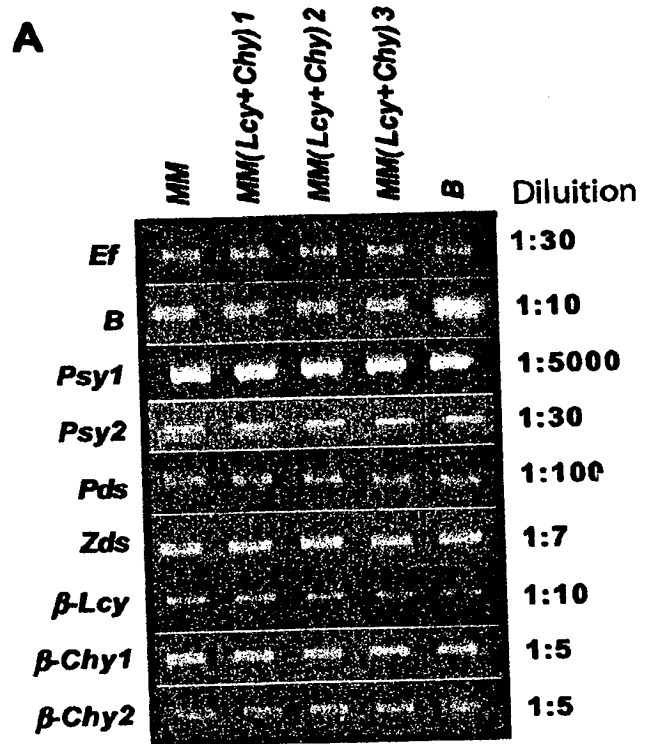 A
MM
MM(Lcy+Chy)1
MM(Lcy+Chy)2
MM(Lcy+Chy)3
B
Diluition
Ef 1:30
B 1:10
Psy1 1:5000
Psy2 1:30
Pds 1:100
Zds 1:7
β-Lcy 1:10
β-Chy1 1:5
β-Chy2 1:5